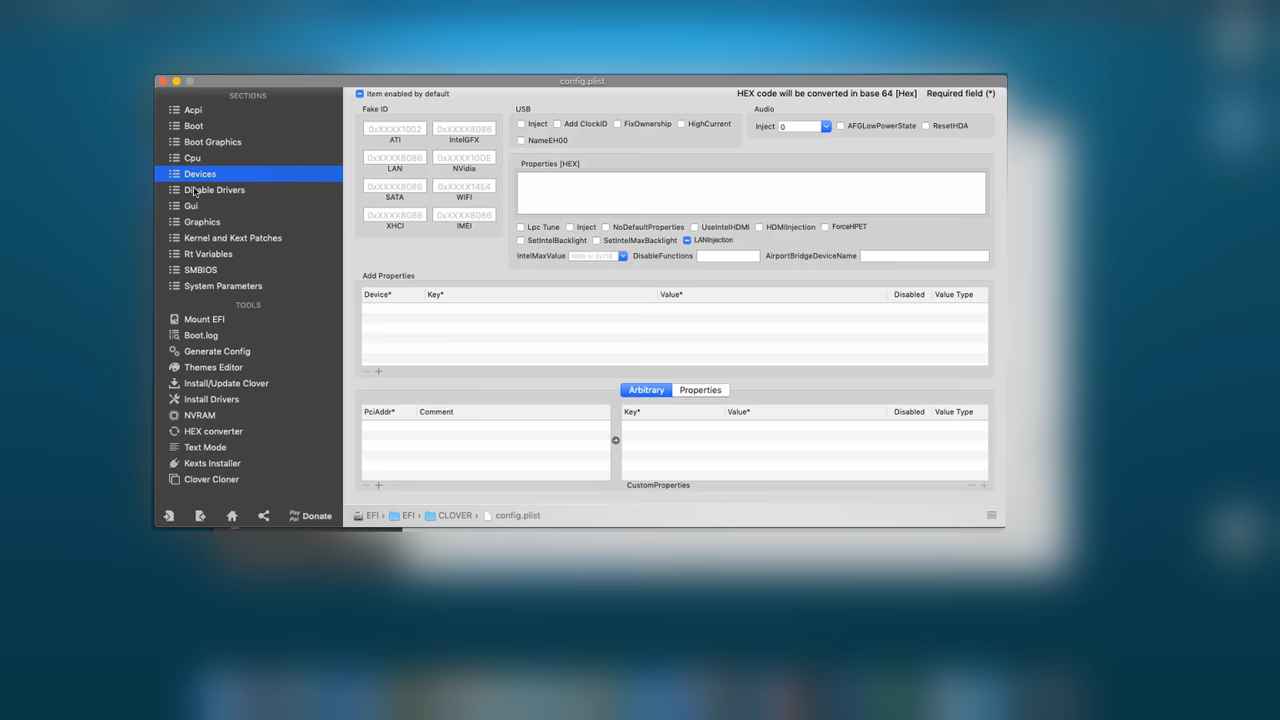 config.plist
SECTIONS
Acpi
Boot
Boot Graphics
Cpu
Devices
Disable Drivers
Gui
Graphics
Kernel and Kext Patches
Rt Variables
SMBIOS
System Parameters
TOOLS
Mount EFI
Boot.log
Generate Config
Themes Editor
Install/Update Clover
Install Drivers
NVRAM
HEX converter
Text Mode
Kexts Installer
Clover Cloner
Donate
Item enabled by default
HEX code will be converted in base 64 [Hex] Required field (*)
Fake ID
0xXXXX1002 0xXXXX8086
ATI IntelGFX
0xXXXX8086 0xXXXX10DE
LAN NVidia
0xXXXX8086 0xXXXX14E4
SATA WIFI
0xXXXX8086 0xXXXX8086
XHCI IMEI
USB
Inject Add ClockID FixOwnership HighCurrent
NameEH00
Audio
Inject 0 AFGLowPowerState ResetHDA
Properties [HEX]
Lpc Tune Inject NoDefaultProperties UseIntelHDMI HDMIInjection ForceHPET
SetIntelBacklight SetIntelMaxBacklight LANInjection
IntelMaxValue DisableFunctions AirportBridgeDeviceName
Add Properties
Device* Key* Value* Disabled Value Type
Arbitrary Properties
PciAddr* Comment
Key* Value* Disabled Value Type
CustomProperties
EFI EFI CLOVER config.plist